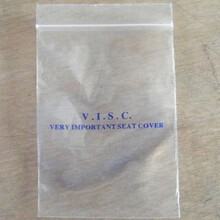 V.I.S.C.
VERY IMPORTANT SEAT COVER